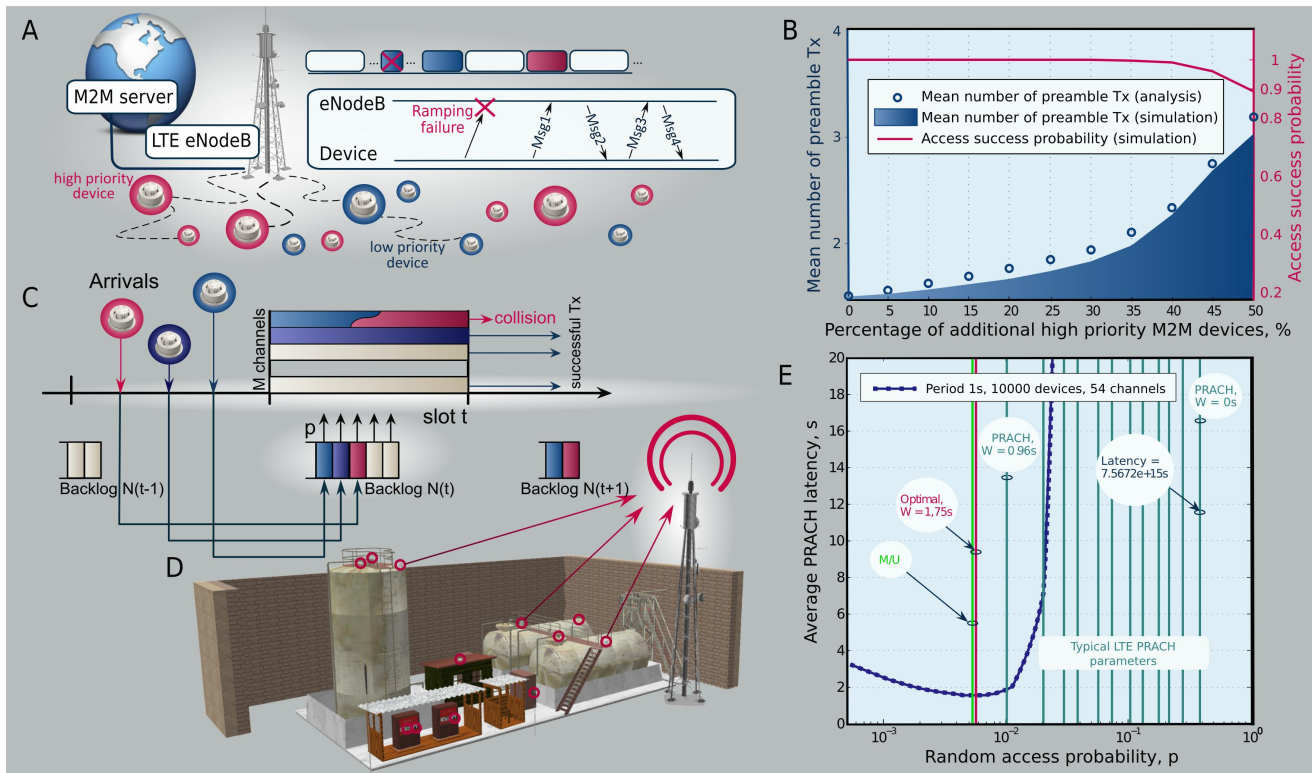 A
M2M server
LTE eNodeB
high priority
device
low priority
device
... ... ...
eNodeB
Ramping
failure
Msg1
Msg2
Msg3
Msg4
Device
B
Mean number of preamble Tx
4
3
2
Mean number of preamble Tx (analysis)
Mean number of preamble Tx (simulation)
Access success probability (simulation)
1
0.9
0.8
0.6
0.4
0.2
Access success probability
0 5 10 15 20 25 30 35 40 45 50
Percentage of additional high priority M2M devices, %
C
Arrivals
M channels
collision
successful Tx
slot t
p
Backlog N(t-1)
Backlog N(t)
Backlog N(t+1)
D
E
Average PRACH latency, s
20
18
16
14
12
10
8
6
4
2
0
Period 1s, 10000 devices, 54 channels
PRACH,
W = 0s
PRACH,
W = 0.96s
Latency =
7.5672e+15s
Optimal,
W = 1,75s
M/U
Typical LTE PRACH
parameters
10⁻³ 10⁻² 10⁻¹ 10⁰
Random access probability, p